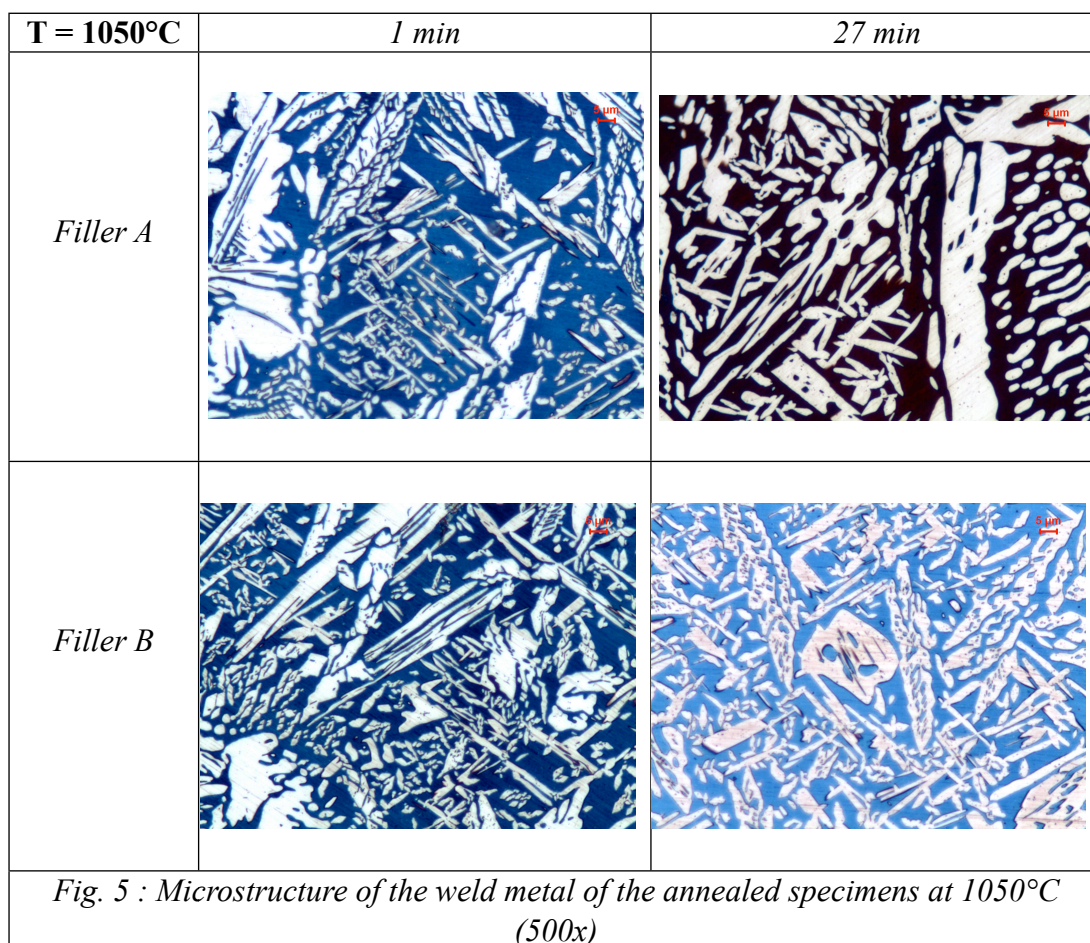 T = 1050°C 1 min 27 min
Filler A
5 µm
5 µm
Filler B
5 µm
5 µm
Fig. 5 : Microstructure of the weld metal of the annealed specimens at 1050°C
(500x)